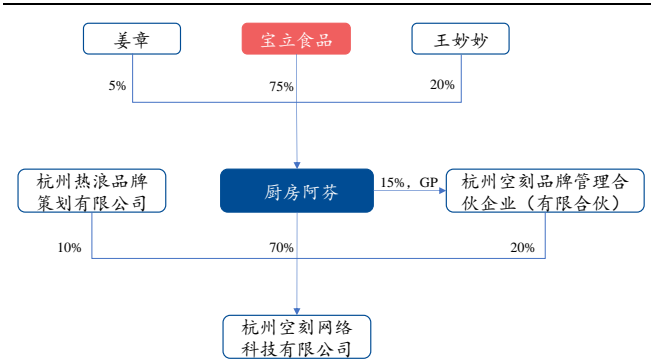 姜章
宝立食品
王妙妙
5%
75%
20%
杭州热浪品牌
策划有限公司
厨房阿芬
15%，GP
杭州空刻品牌管理合
伙企业（有限合伙）
10%
70%
20%
杭州空刻网络
科技有限公司